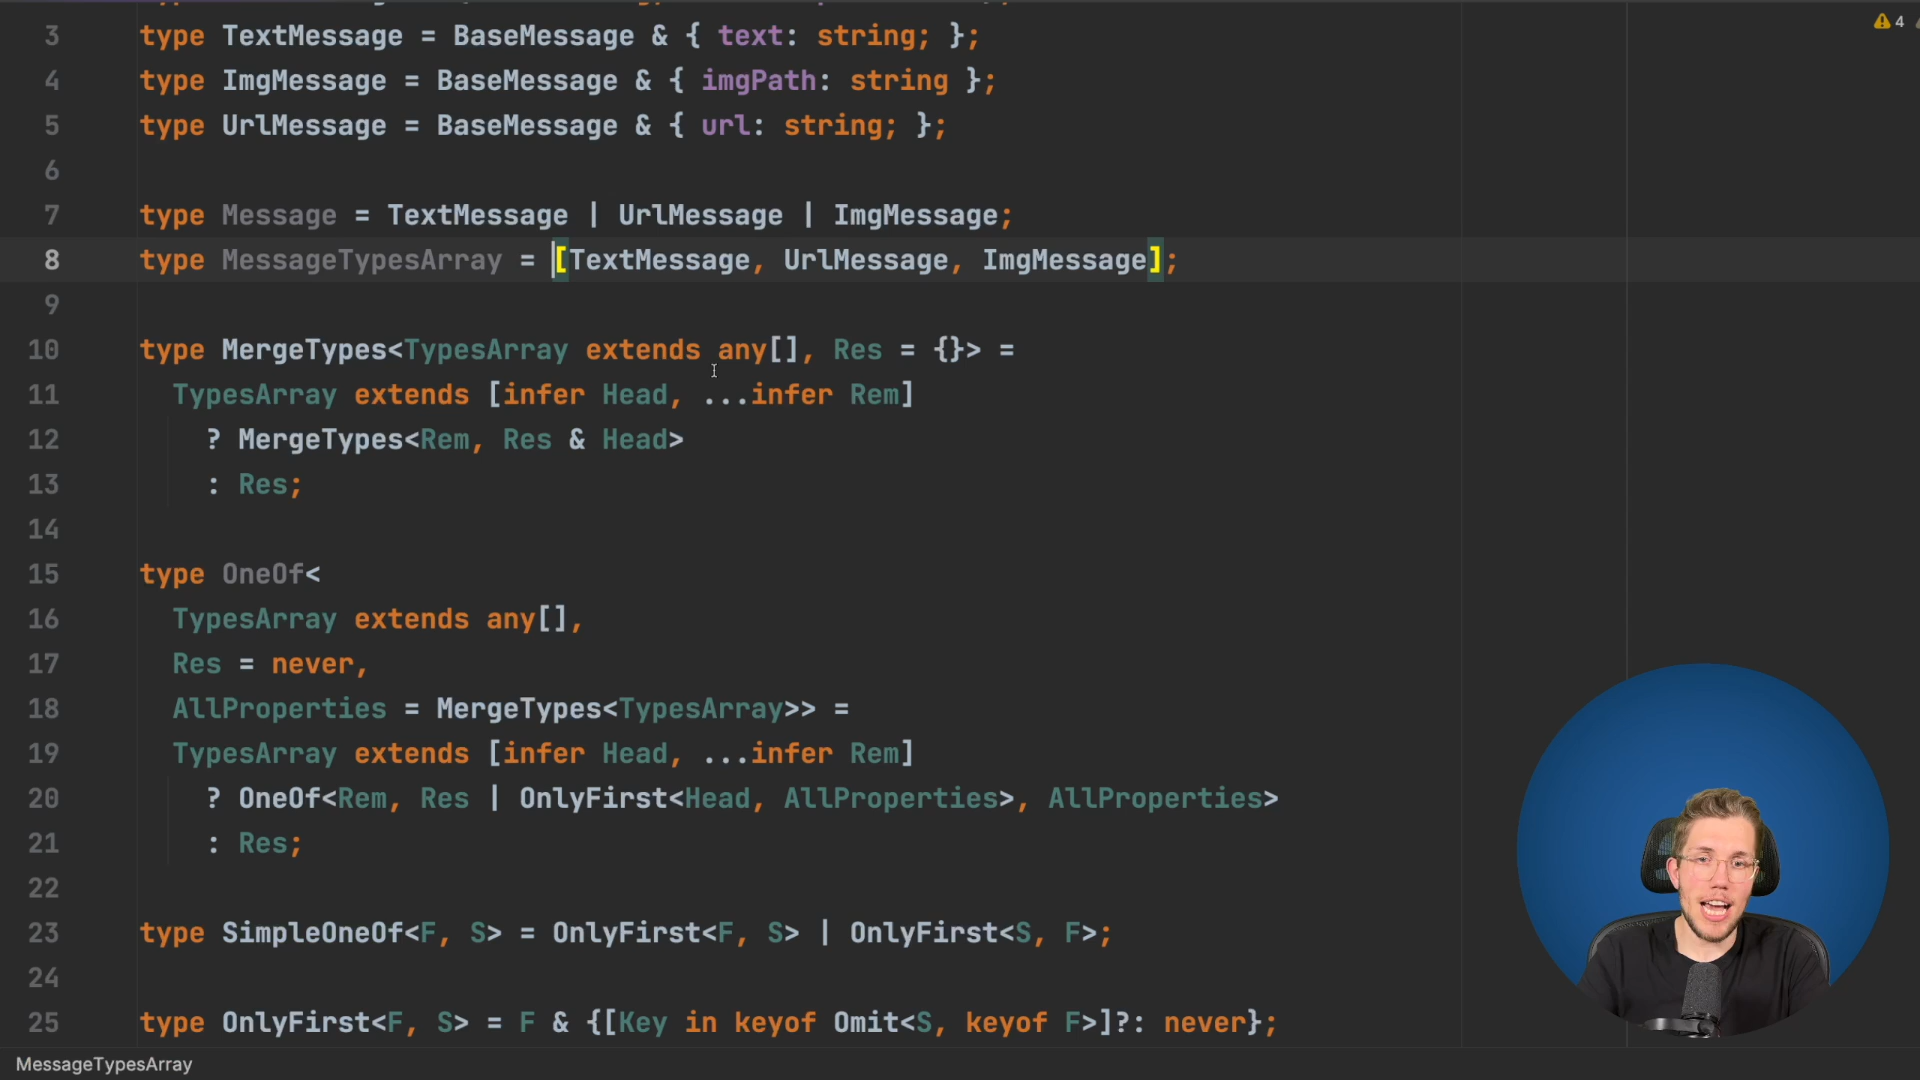 4
3 type TextMessage = BaseMessage & { text: string; };
4 type ImgMessage = BaseMessage & { imgPath: string };
5 type UrlMessage = BaseMessage & { url: string; };
6
7 type Message = TextMessage | UrlMessage | ImgMessage;
8 type MessageTypesArray = [TextMessage, UrlMessage, ImgMessage];
9
10 type MergeTypes<TypesArray extends any[], Res = {}> =
11 TypesArray extends [infer Head, ...infer Rem]
12 ? MergeTypes<Rem, Res & Head>
13 : Res;
14
15 type OneOf<
16 TypesArray extends any[],
17 Res = never,
18 AllProperties = MergeTypes<TypesArray>> =
19 TypesArray extends [infer Head, ...infer Rem]
20 ? OneOf<Rem, Res | OnlyFirst<Head, AllProperties>, AllProperties>
21 : Res;
22
23 type SimpleOneOf<F, S> = OnlyFirst<F, S> | OnlyFirst<S, F>;
24
25 type OnlyFirst<F, S> = F & {[Key in keyof Omit<S, keyof F>]?: never};
MessageTypesArray